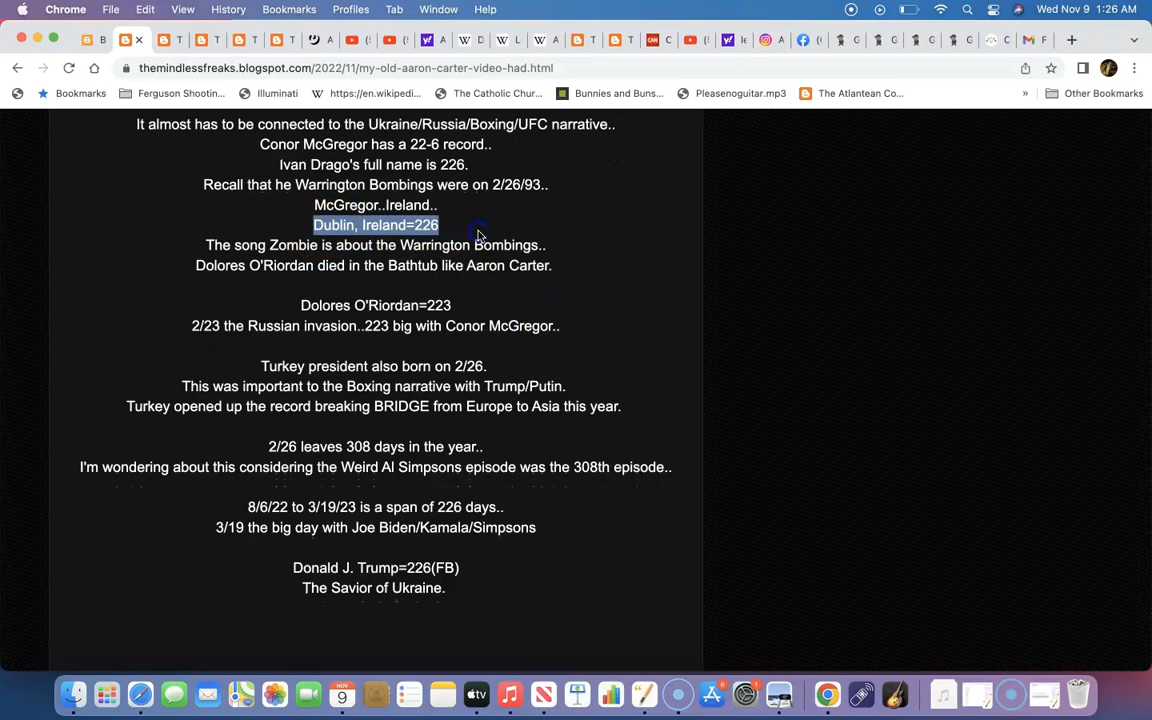 Chrome File Edit View History Bookmarks Profiles Tab Window Help Wed Nov 9 1:26 AM
B T T T T A ( ( A D L A T T C ( le A ( G G G G C F
themindlessfreaks.blogspot.com/2022/11/my-old-aaron-carter-video-had.html
Bookmarks Ferguson Shootin... Illuminati https://en.wikipedi... The Catholic Chur... Bunnies and Buns... Pleasenoguitar.mp3 The Atlantean Co... » Other Bookmarks
It almost has to be connected to the Ukraine/Russia/Boxing/UFC narrative..
Conor McGregor has a 22-6 record..
Ivan Drago's full name is 226.
Recall that he Warrington Bombings were on 2/26/93..
McGregor..Ireland..
Dublin, Ireland=226
The song Zombie is about the Warrington Bombings..
Dolores O'Riordan died in the Bathtub like Aaron Carter.
Dolores O'Riordan=223
2/23 the Russian invasion..223 big with Conor McGregor..
Turkey president also born on 2/26.
This was important to the Boxing narrative with Trump/Putin.
Turkey opened up the record breaking BRIDGE from Europe to Asia this year.
2/26 leaves 308 days in the year..
I'm wondering about this considering the Weird Al Simpsons episode was the 308th episode..
8/6/22 to 3/19/23 is a span of 226 days..
3/19 the big day with Joe Biden/Kamala/Simpsons
Donald J. Trump=226(FB)
The Savior of Ukraine.
NOV
9